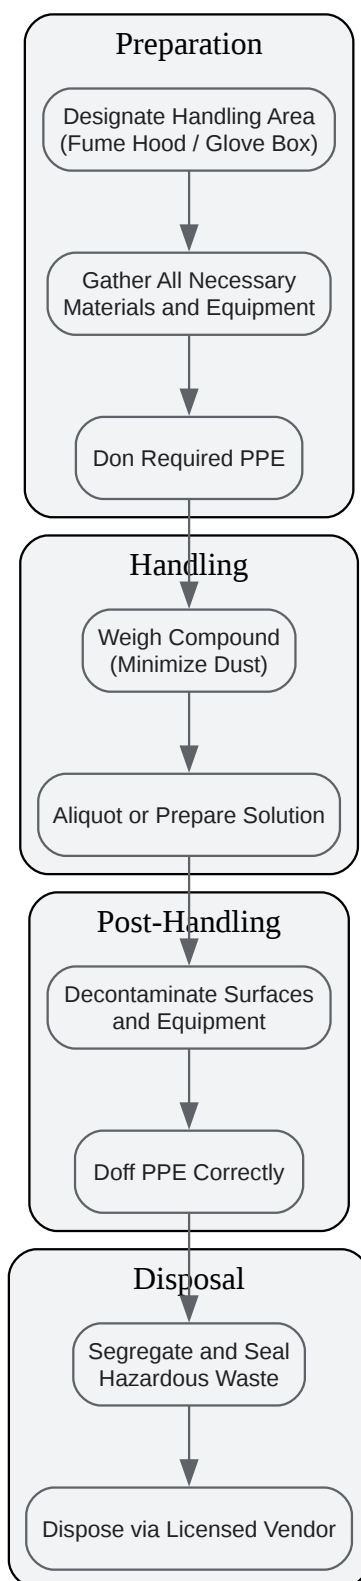 Preparation
Designate Handling Area
(Fume Hood / Glove Box)
Gather All Necessary
Materials and Equipment
Don Required PPE
Handling
Weigh Compound
(Minimize Dust)
Aliquot or Prepare Solution
Post-Handling
Decontaminate Surfaces
and Equipment
Doff PPE Correctly
Disposal
Segregate and Seal
Hazardous Waste
Dispose via Licensed Vendor